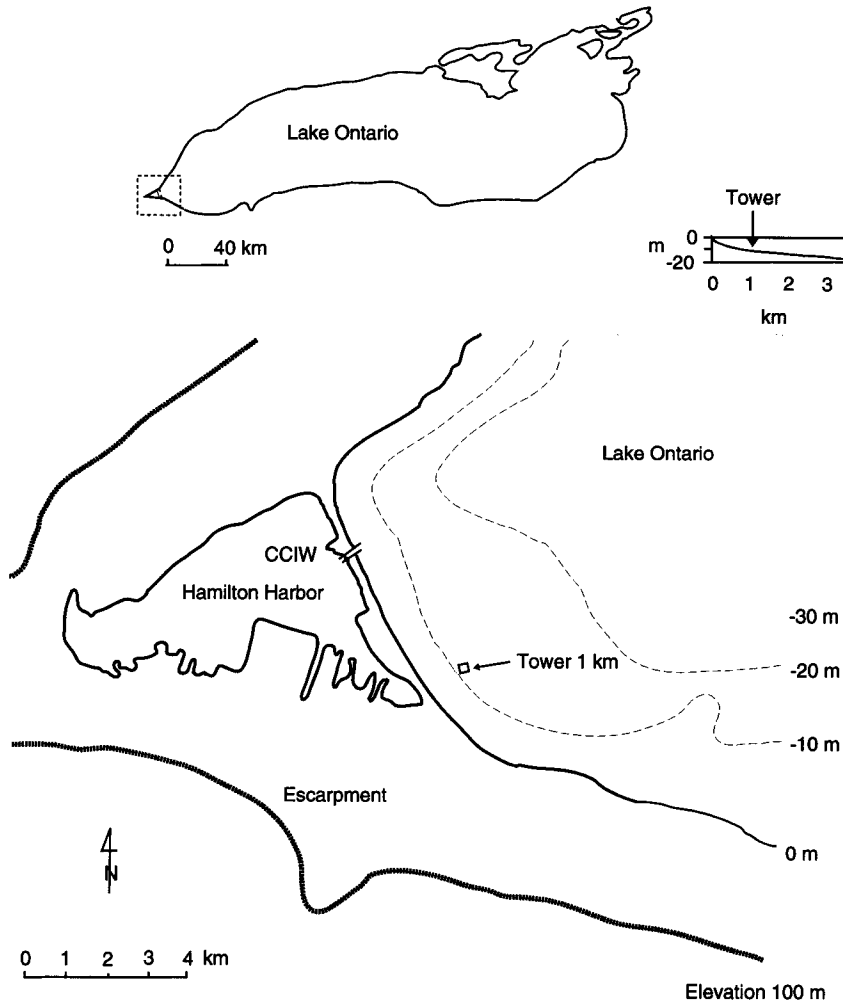 Lake Ontario
0 40 km
Tower
0
m
-20
0 1 2 3
km
Lake Ontario
CCIW
Hamilton Harbor
-30 m
Tower 1 km
-20 m
-10 m
Escarpment
0 m
N
0 1 2 3 4 km
Elevation 100 m